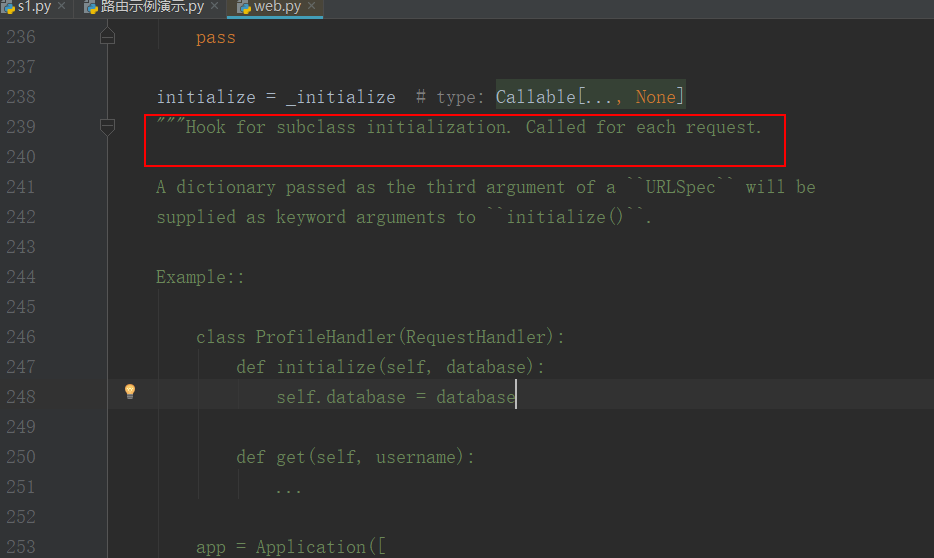 s1.py × 路由示例演示.py × web.py ×
236 pass
237
238 initialize = _initialize # type: Callable[..., None]
239 """Hook for subclass initialization. Called for each request.
240
241 A dictionary passed as the third argument of a ``URLSpec`` will be
242 supplied as keyword arguments to ``initialize()``.
243
244 Example::
245
246 class ProfileHandler(RequestHandler):
247 def initialize(self, database):
248 self.database = database
249
250 def get(self, username):
251 ...
252
253 app = Application([